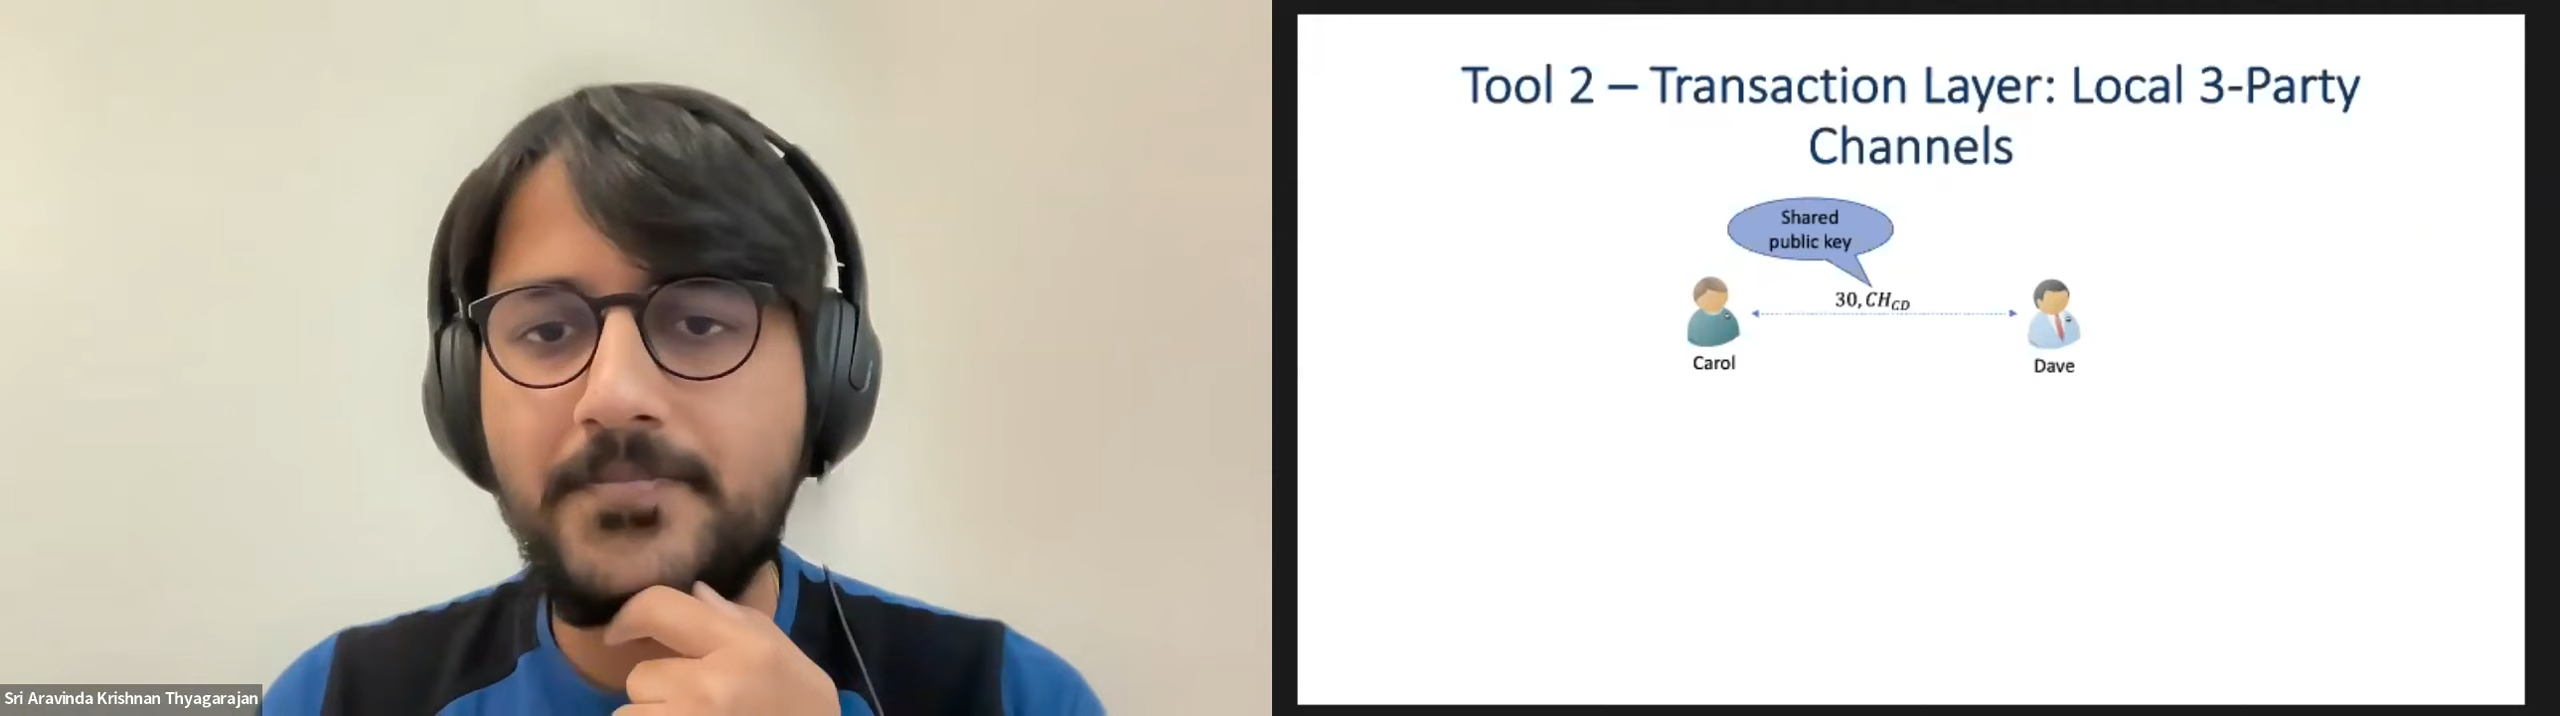 Tool 2 – Transaction Layer: Local 3-Party
Channels
Shared
public key
30, CH_CD
Carol
Dave
Sri Aravinda Krishnan Thyagarajan